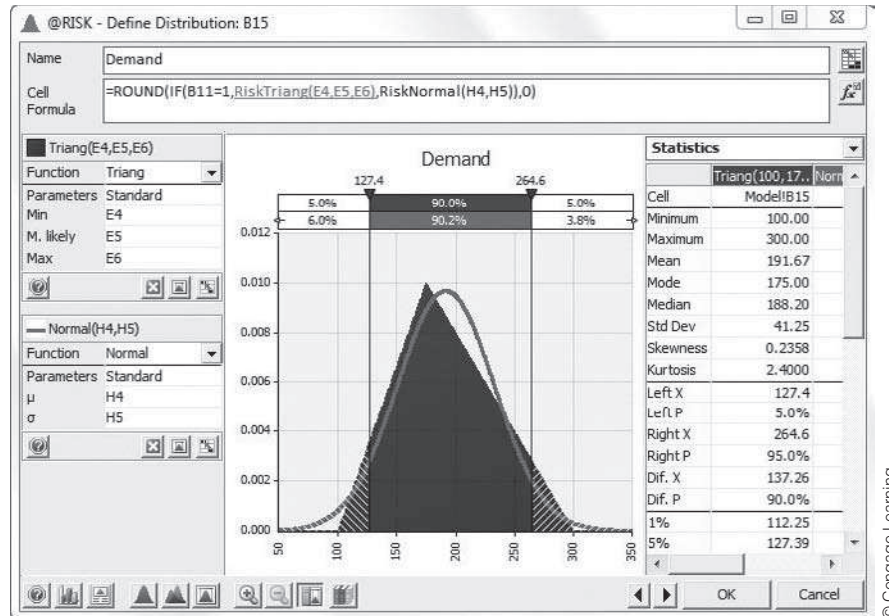 @RISK - Define Distribution: B15
Name
Demand
Cell
Formula
=ROUND(IF(B11=1,RiskTriang(E4,E5,E6),RiskNormal(H4,H5)),0)
Triang(E4,E5,E6)
Function Triang
Parameters Standard
Min E4
M. likely E5
Max E6
Normal(H4,H5)
Function Normal
Parameters Standard
μ H4
σ H5
Demand
127.4 264.6
5.0% 90.0% 5.0%
6.0% 90.2% 3.8%
0.012
0.010
0.008
0.006
0.004
0.002
0.000
50 100 150 200 250 300 350
Statistics
Triang(100,17.. Norn
Cell Model!B15
Minimum 100.00
Maximum 300.00
Mean 191.67
Mode 175.00
Median 188.20
Std Dev 41.25
Skewness 0.2358
Kurtosis 2.4000
Left X 127.4
Left P 5.0%
Right X 264.6
Right P 95.0%
Dif. X 137.26
Dif. P 90.0%
1% 112.25
5% 127.39
OK Cancel
© Cengage Learning